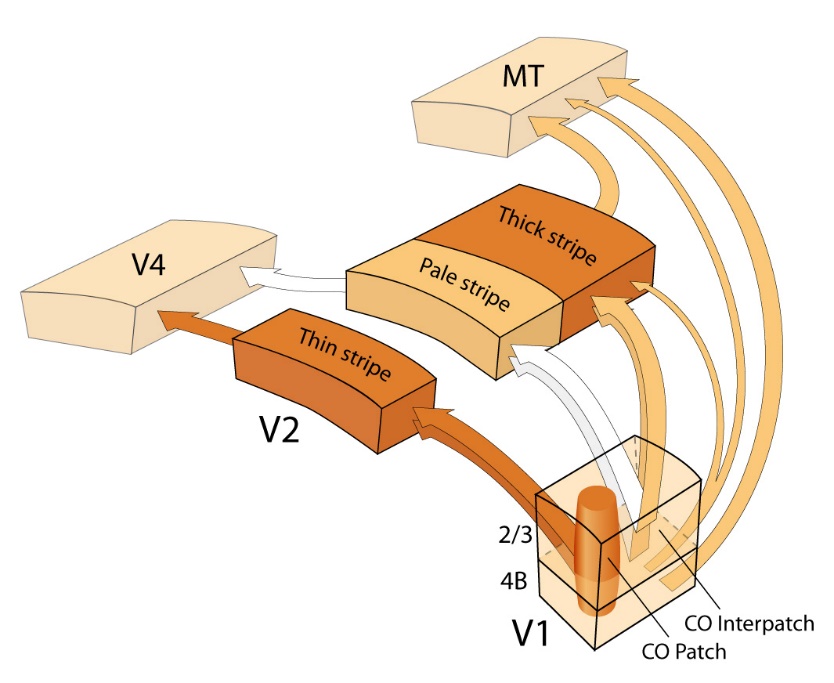 MT
Thick stripe
V4
Pale stripe
Thin stripe
V2
2/3
4B
V1
CO Interpatch
CO Patch